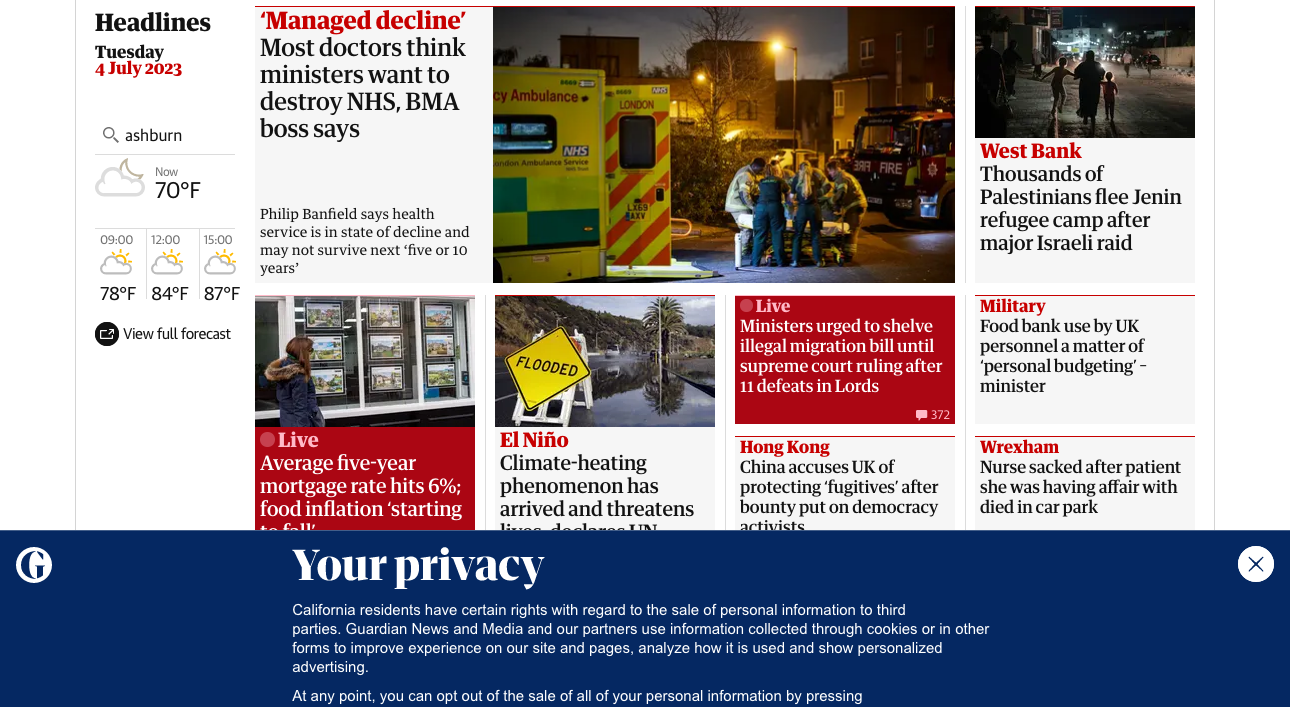 Headlines
Tuesday
4 July 2023
ashburn
Now
70°F
09:00 12:00 15:00
78°F 84°F 87°F
View full forecast
‘Managed decline’
Most doctors think
ministers want to
destroy NHS, BMA
boss says
Philip Banfield says health
service is in state of decline and
may not survive next ‘five or 10
years’
cy Ambulance
NHS
LONDON
NHS
London Ambulance Service
LX69
AXV
FIRE
West Bank
Thousands of
Palestinians flee Jenin
refugee camp after
major Israeli raid
Live
Average five-year
mortgage rate hits 6%;
food inflation ‘starting
to fall’
FLOODED
El Niño
Climate-heating
phenomenon has
arrived and threatens
lives, declares UN
Live
Ministers urged to shelve
illegal migration bill until
supreme court ruling after
11 defeats in Lords
372
Hong Kong
China accuses UK of
protecting ‘fugitives’ after
bounty put on democracy
activists
Military
Food bank use by UK
personnel a matter of
‘personal budgeting’ –
minister
Wrexham
Nurse sacked after patient
she was having affair with
died in car park
Your privacy
California residents have certain rights with regard to the sale of personal information to third
parties. Guardian News and Media and our partners use information collected through cookies or in other
forms to improve experience on our site and pages, analyze how it is used and show personalized
advertising.
At any point, you can opt out of the sale of all of your personal information by pressing